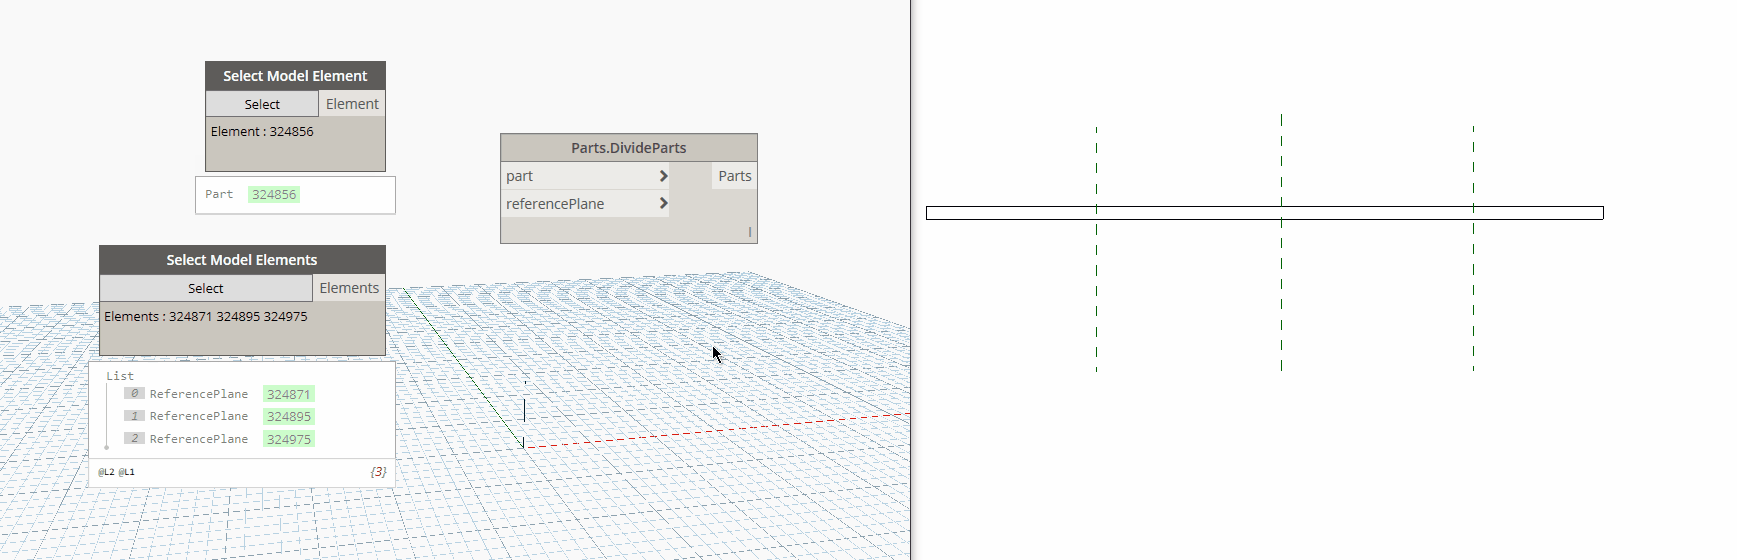 Select Model Element
Select Element
Element : 324856
Part 324856
Parts.DivideParts
part Parts
referencePlane
Select Model Elements
Select Elements
Elements : 324871 324895 324975
List
0 ReferencePlane 324871
1 ReferencePlane 324895
2 ReferencePlane 324975
@L2 @L1 {3}